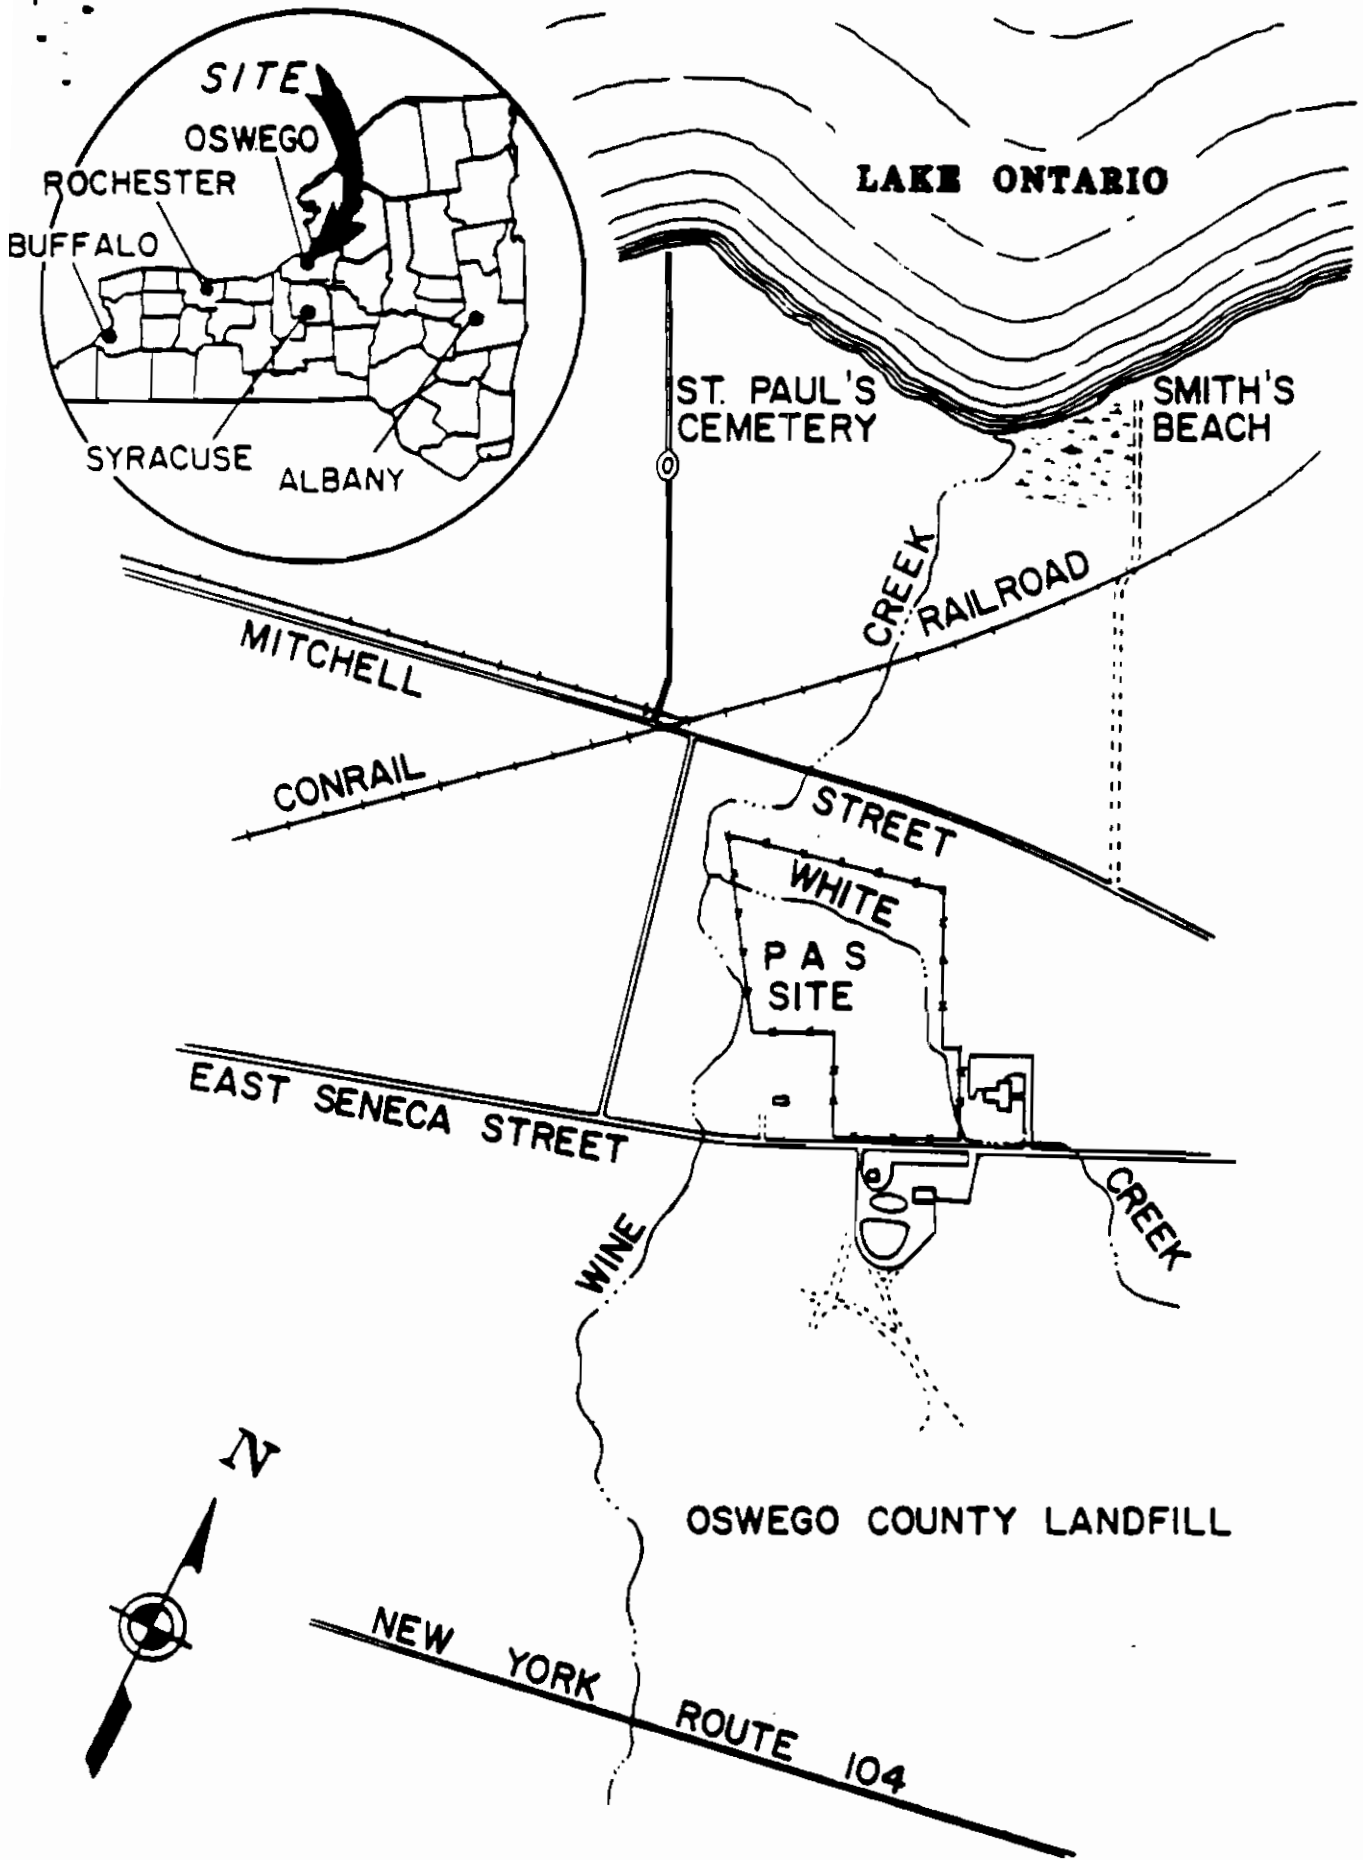 SITE
OSWEGO
ROCHESTER
BUFFALO
SYRACUSE
ALBANY
LAKE ONTARIO
ST. PAUL'S
CEMETERY
SMITH'S
BEACH
CREEK
RAILROAD
MITCHELL
CONRAIL
STREET
WHITE
P A S
SITE
EAST SENECA STREET
WINE
CREEK
N
OSWEGO COUNTY LANDFILL
NEW YORK ROUTE 104